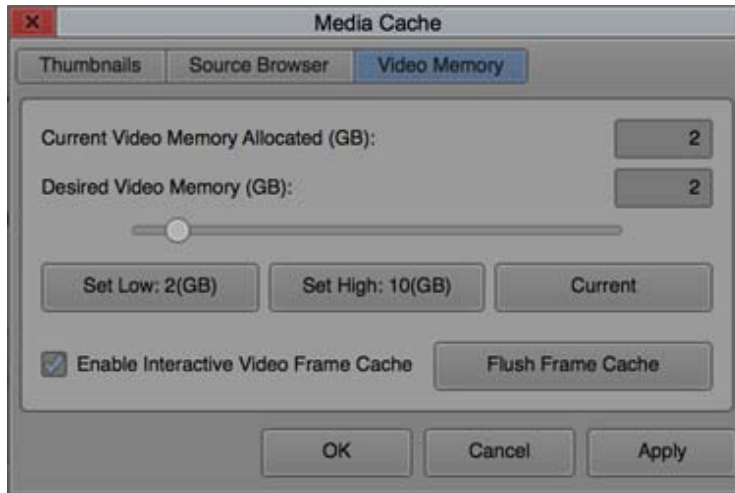 Media Cache
Thumbnails Source Browser Video Memory
Current Video Memory Allocated (GB): 2
Desired Video Memory (GB): 2
Set Low: 2(GB) Set High: 10(GB) Current
Enable Interactive Video Frame Cache Flush Frame Cache
OK Cancel Apply